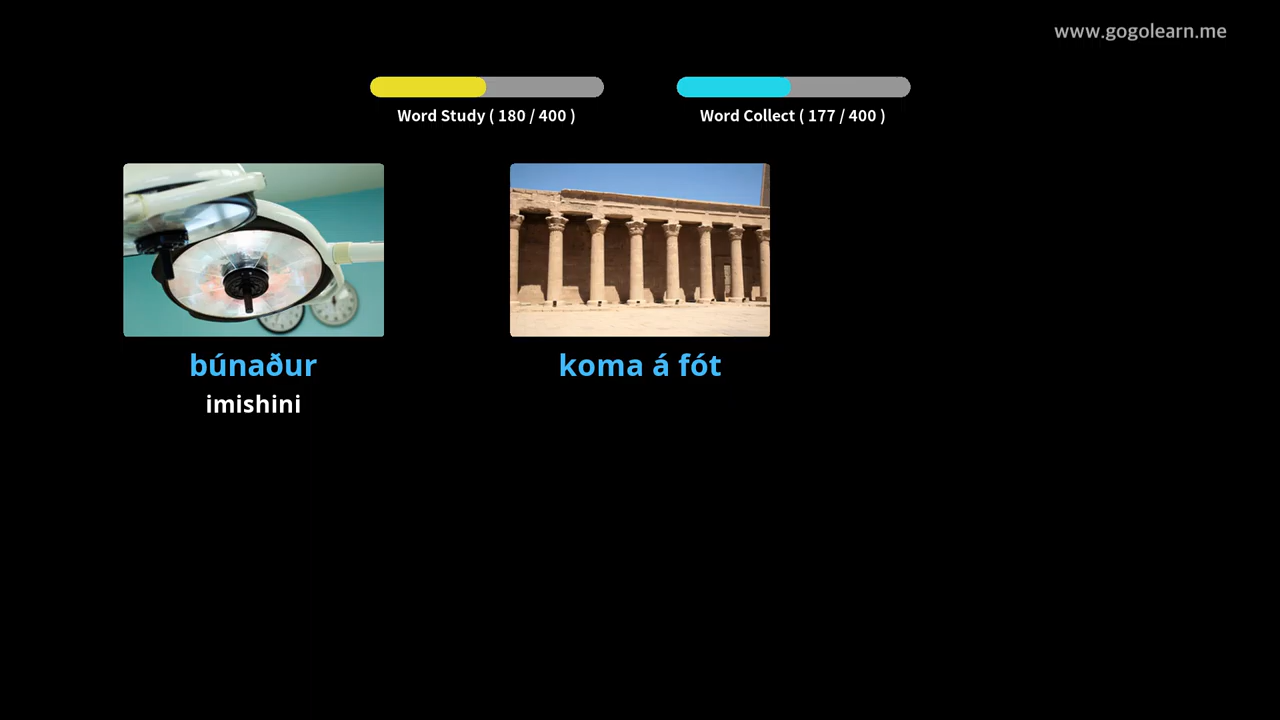 www.gogolearn.me
Word Study ( 180 / 400 )
Word Collect ( 177 / 400 )
búnaður
koma á fót
imishini